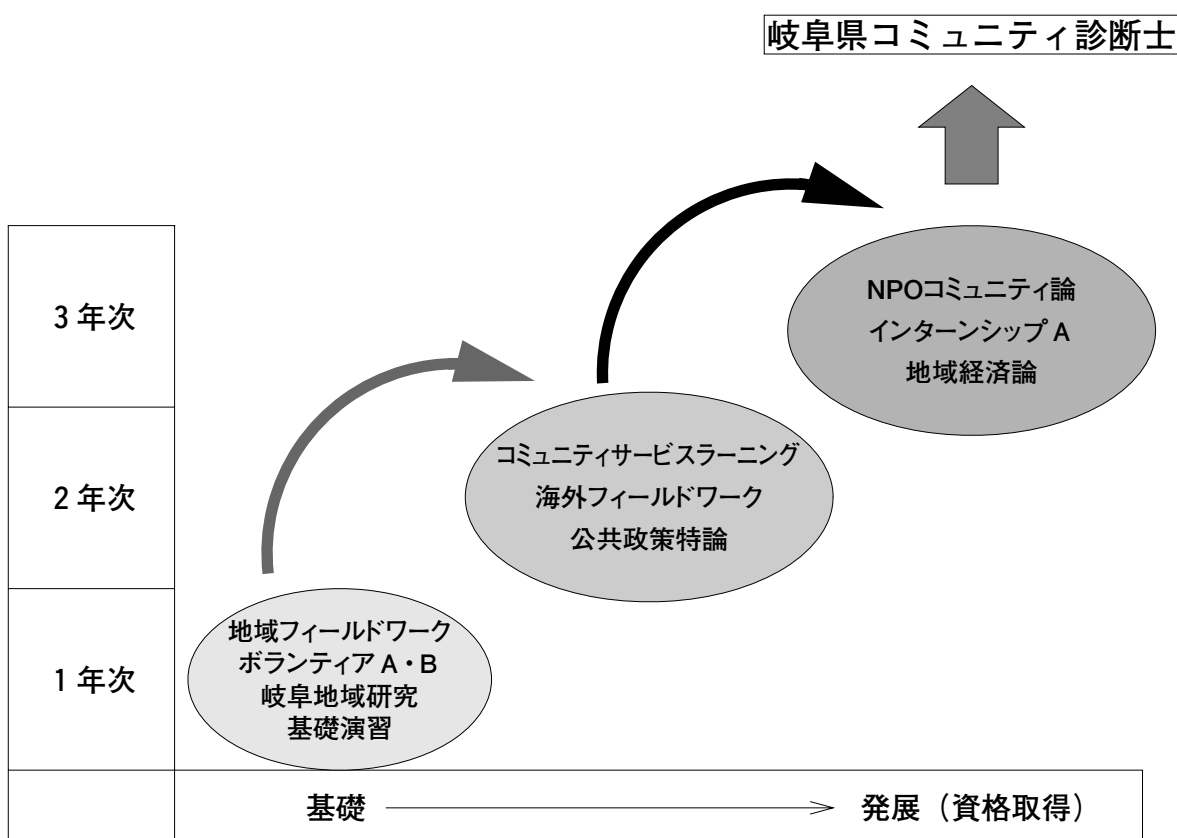 岐阜県コミュニティ診断士
3年次
NPOコミュニティ論
インターンシップ A
地域経済論
2年次
コミュニティサービスラーニング
海外フィールドワーク
公共政策特論
1年次
地域フィールドワーク
ボランティア A・B
岐阜地域研究
基礎演習
基礎
発展（資格取得）